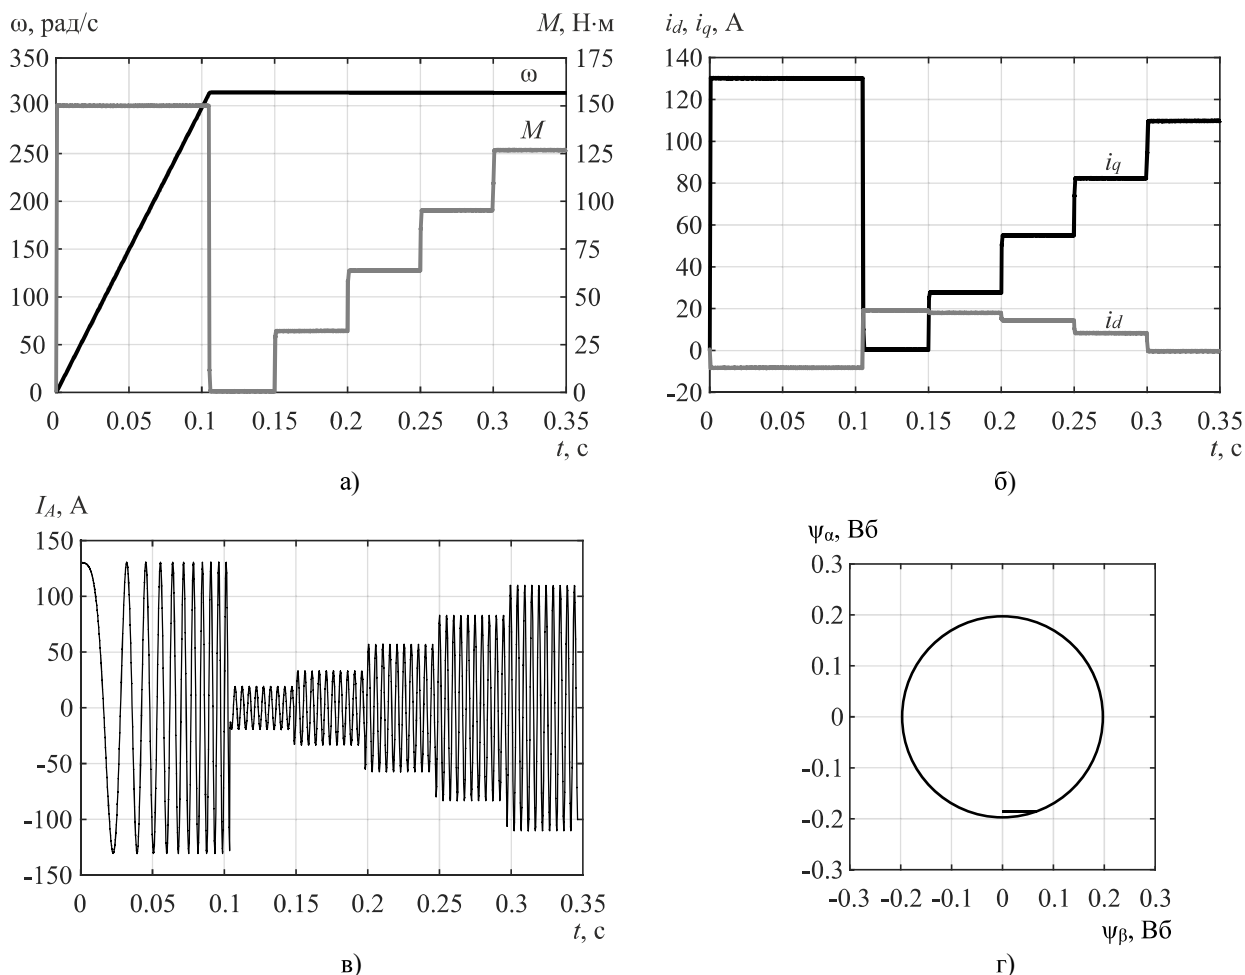 ω, рад/с M, Н·м
350 175
300 150
250 125
200 100
150 75
100 50
50 25
0 0
ω
M
0 0.05 0.1 0.15 0.2 0.25 0.3 0.35
t, с
а)
i_d, i_q, А
140
120
100
80
60
40
20
0
-20
i_q
i_d
0 0.05 0.1 0.15 0.2 0.25 0.3 0.35
t, с
б)
I_A, А
150
100
50
0
-50
-100
-150
0 0.05 0.1 0.15 0.2 0.25 0.3 0.35
t, с
в)
ψ_α, Вб
0.3
0.2
0.1
0
-0.1
-0.2
-0.3
-0.3 -0.2 -0.1 0 0.1 0.2 0.3
ψ_β, Вб
г)